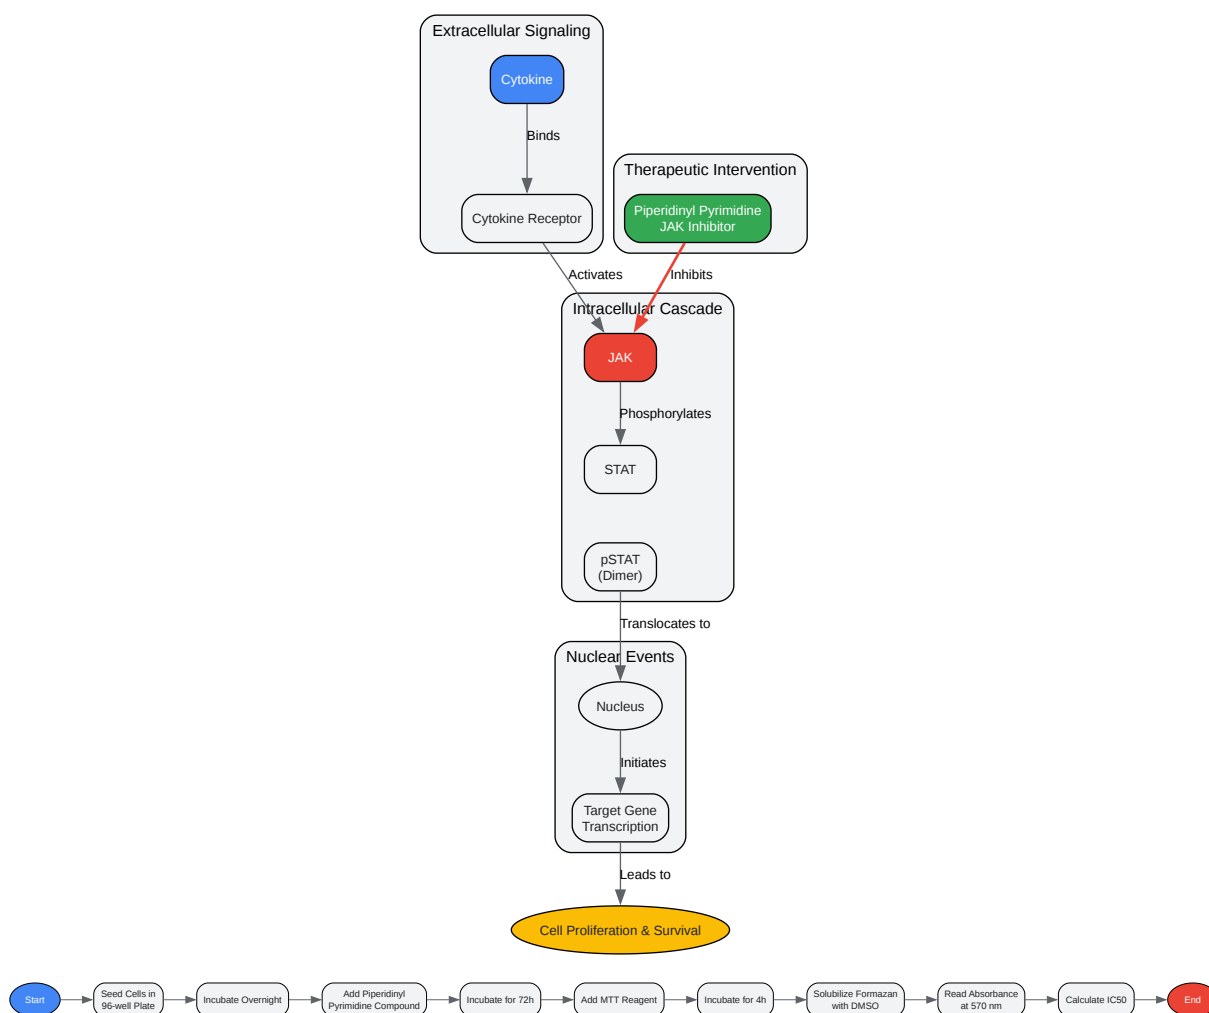 Extracellular Signaling
Cytokine
Binds
Therapeutic Intervention
Cytokine Receptor
Piperidinyl Pyrimidine
JAK Inhibitor
Activates
Inhibits
Intracellular Cascade
JAK
Phosphorylates
STAT
pSTAT
(Dimer)
Translocates to
Nuclear Events
Nucleus
Initiates
Target Gene
Transcription
Leads to
Cell Proliferation & Survival
Start
Seed Cells in
96-well Plate
Incubate Overnight
Add Piperidinyl
Pyrimidine Compound
Incubate for 72h
Add MTT Reagent
Incubate for 4h
Solubilize Formazan
with DMSO
Read Absorbance
at 570 nm
Calculate IC50
End